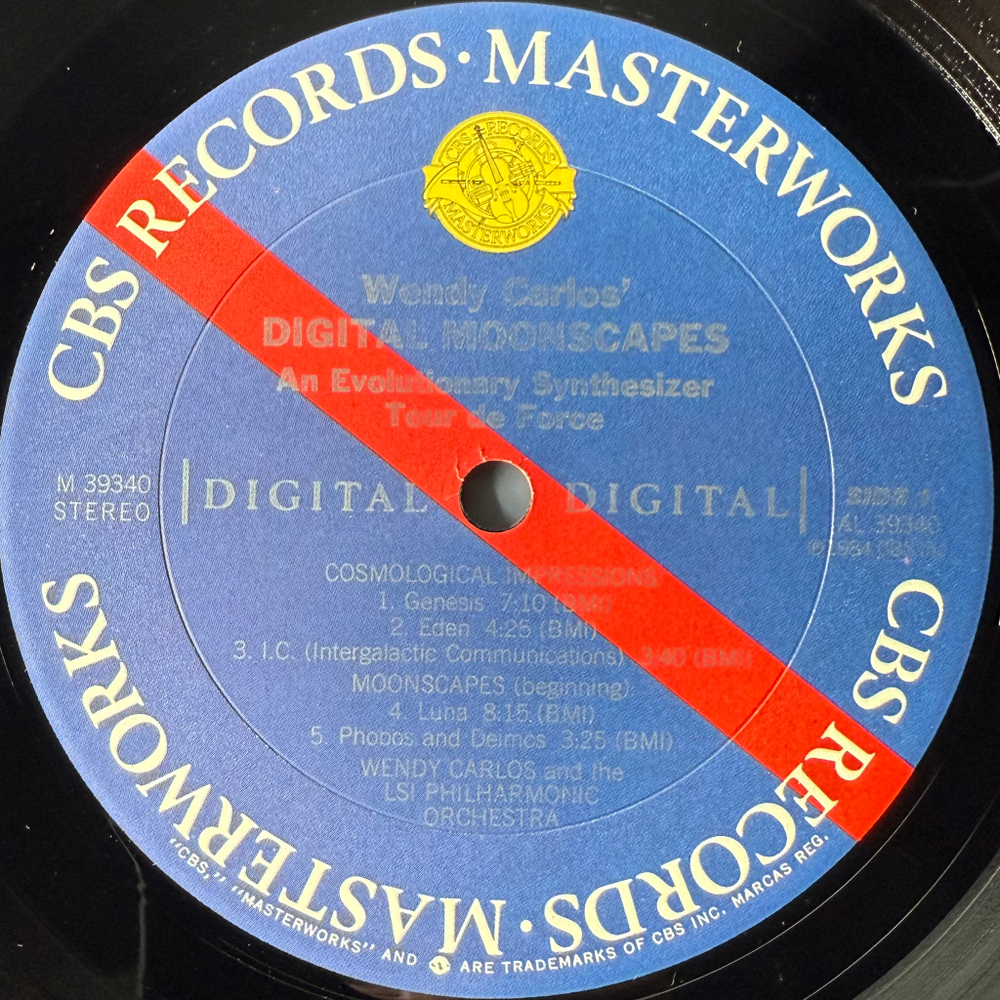 CBS RECORDS · MASTERWORKS
CBS RECORDS
MASTERWORKS
Wendy Carlos'
DIGITAL MOONSCAPES
An Evolutionary Synthesizer
Tour de Force
M 39340
STEREO
DIGITAL DIGITAL
SIDE 1
AL 39340
℗ 1984 CBS Inc.
COSMOLOGICAL IMPRESSIONS
1. Genesis 7:10 (BMI)
2. Eden 4:25 (BMI)
3. I.C. (Intergalactic Communications) 3:40 (BMI)
MOONSCAPES (beginning):
4. Luna 8:15 (BMI)
5. Phobos and Deimos 3:25 (BMI)
WENDY CARLOS and the
LSI PHILHARMONIC
ORCHESTRA
CBS RECORDS · MASTERWORKS
"CBS," "MASTERWORKS" AND ARE TRADEMARKS OF CBS INC. MARCAS REG.